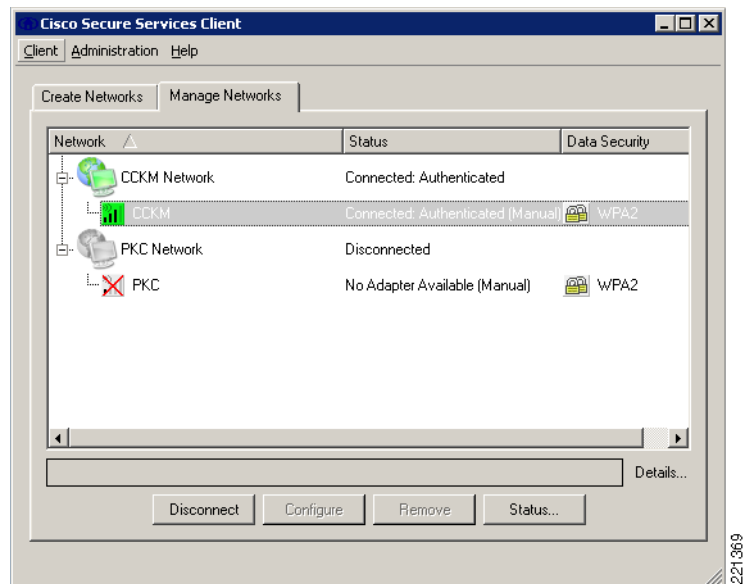 Cisco Secure Services Client
Client Administration Help
Create Networks Manage Networks
Network Status Data Security
CCKM Network Connected: Authenticated
CCKM Connected: Authenticated (Manual) WPA2
PKC Network Disconnected
PKC No Adapter Available (Manual) WPA2
Details...
Disconnect Configure Remove Status...
221369